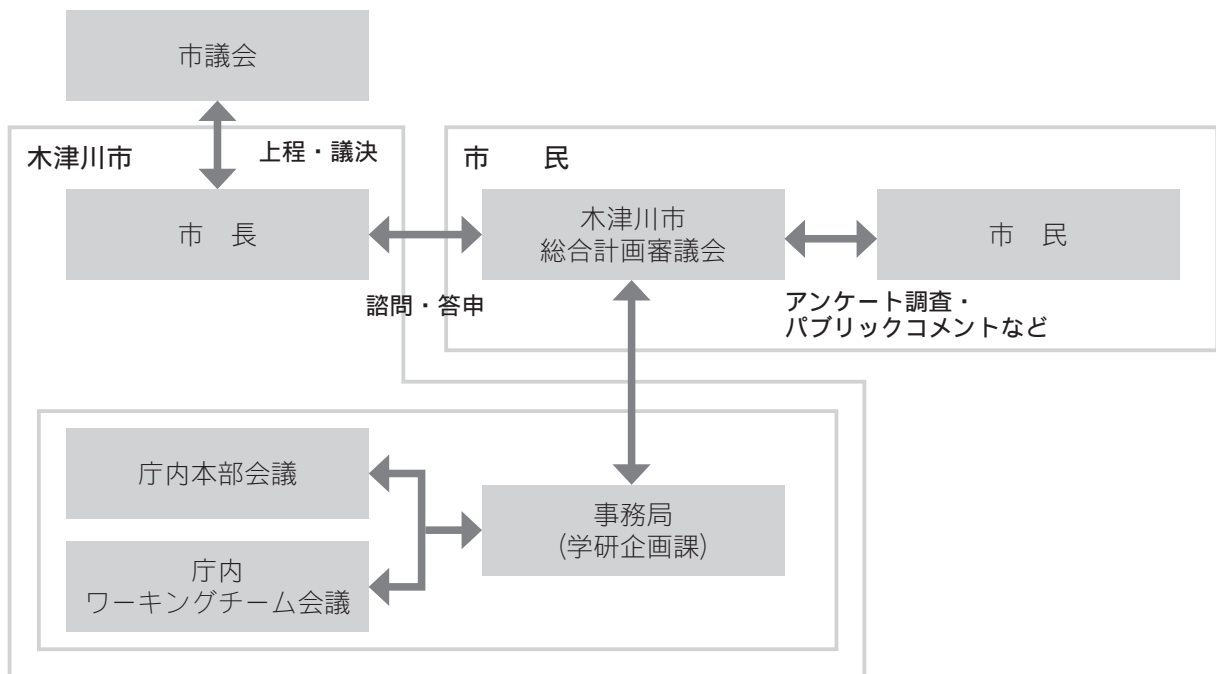 市議会
木津川市
上程・議決
市　　民
市　長
木津川市
総合計画審議会
市　民
諮問・答申
アンケート調査・
パブリックコメントなど
庁内本部会議
事務局
(学研企画課)
庁内
ワーキングチーム会議